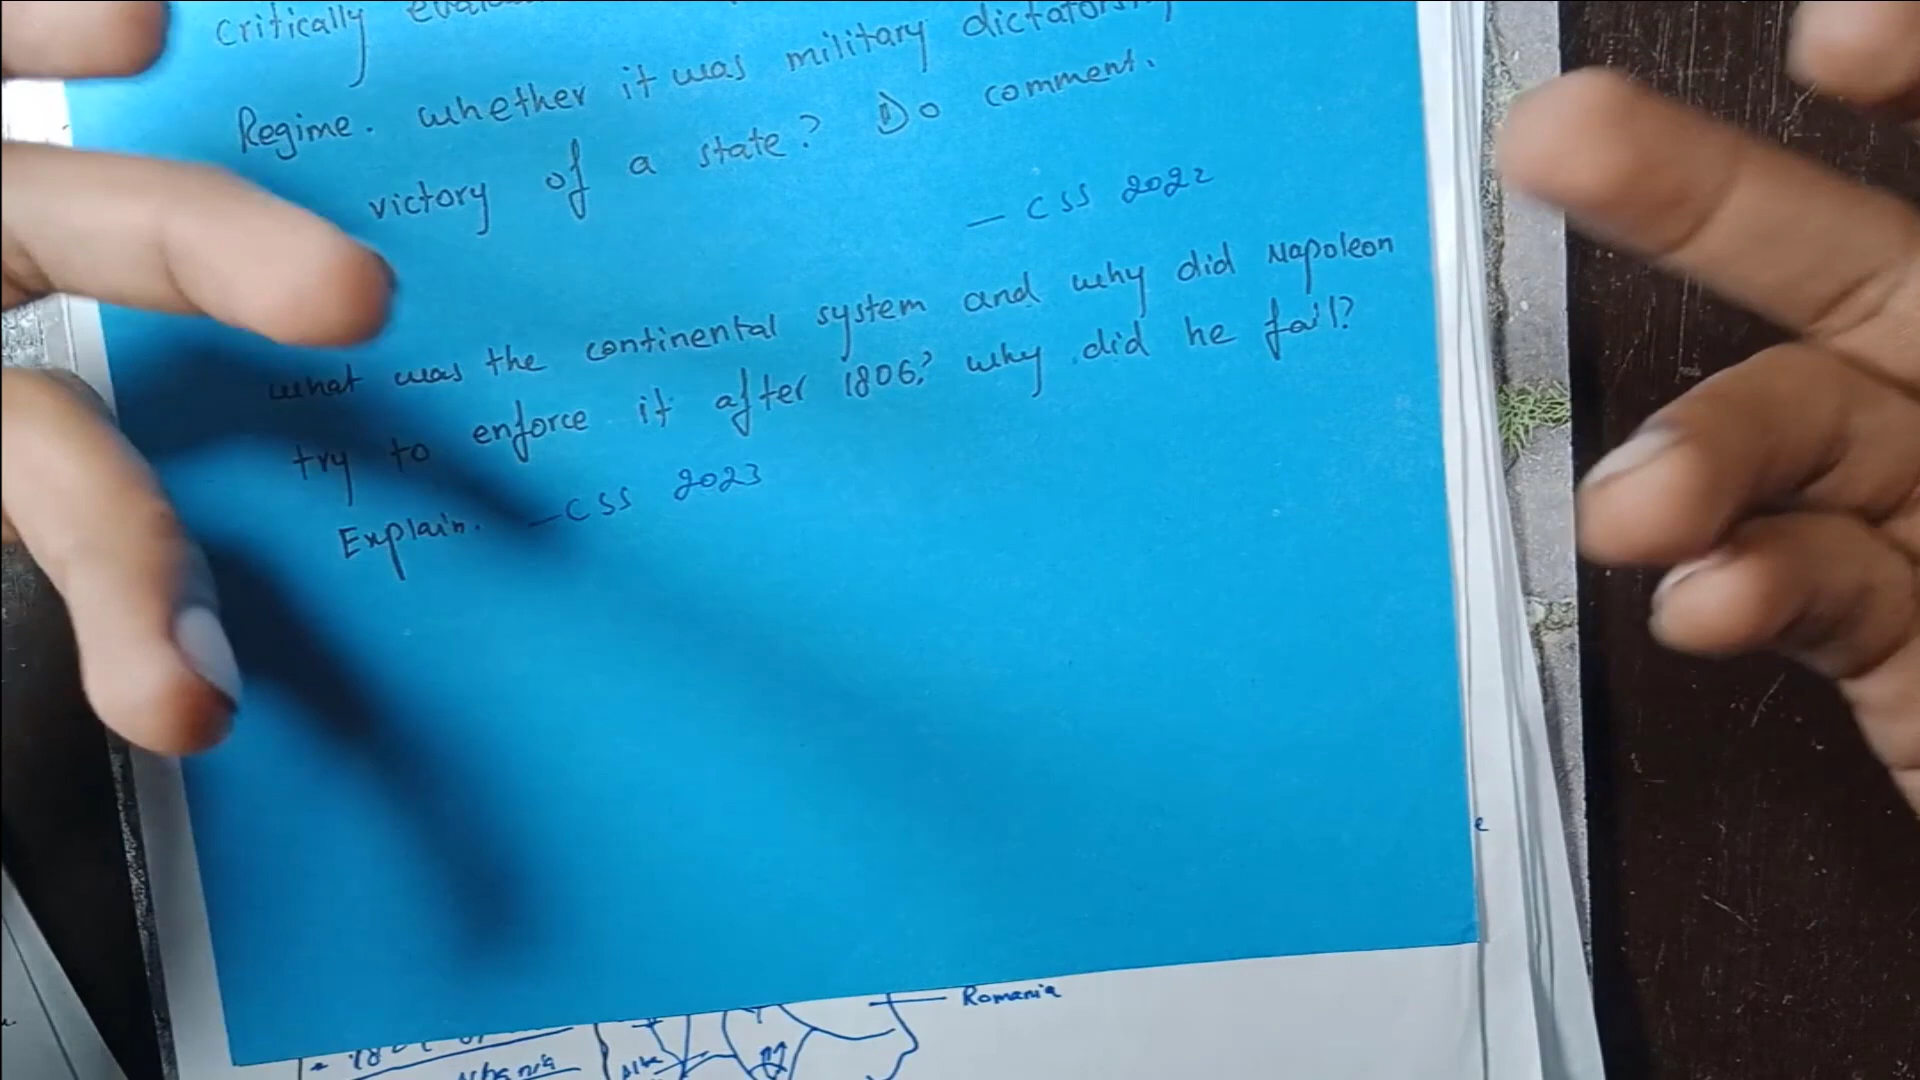 critically
Regime. whether it was military
victory of a state? Do comment.
— CSS 2022
what was the continental system and why did Napoleon
try to enforce it after 1806? why did he fail?
Explain. — CSS 2023
e
Romania